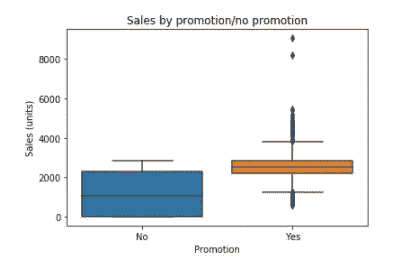 Sales by promotion/no promotion
Sales (units)
8000
6000
4000
2000
0
No
Yes
Promotion